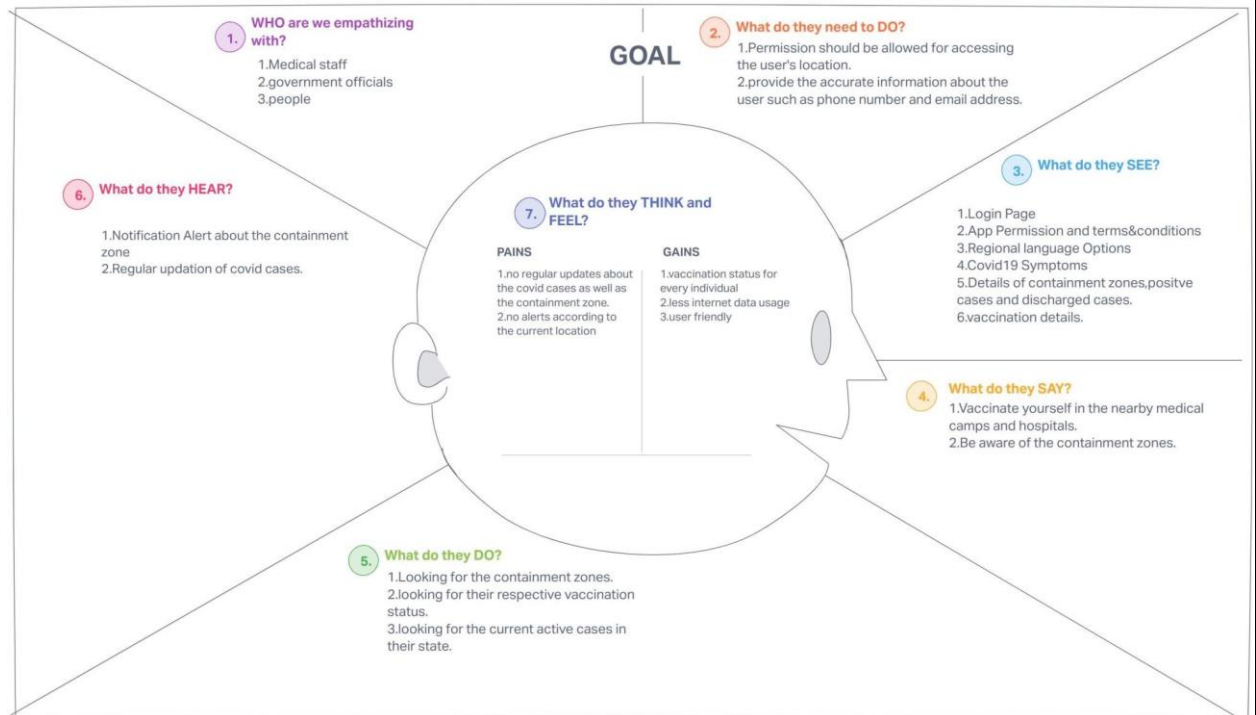 GOAL
1.
WHO are we empathizing
with?
1.Medical staff
2.government officials
3.people
2.
What do they need to DO?
1.Permission should be allowed for accessing
the user's location.
2.provide the accurate information about the
user such as phone number and email address.
3.
What do they SEE?
1.Login Page
2.App Permission and terms&conditions
3.Regional language Options
4.Covid19 Symptoms
5.Details of containment zones,positve
cases and discharged cases.
6.vaccination details.
4.
What do they SAY?
1.Vaccinate yourself in the nearby medical
camps and hospitals.
2.Be aware of the containment zones.
5.
What do they DO?
1.Looking for the containment zones.
2.looking for their respective vaccination
status.
3.looking for the current active cases in
their state.
6.
What do they HEAR?
1.Notification Alert about the containment
zone
2.Regular updation of covid cases.
7.
What do they THINK and
FEEL?
PAINS
1.no regular updates about
the covid cases as well as
the containment zone.
2.no alerts according to
the current location
GAINS
1.vaccination status for
every individual
2.less internet data usage
3.user friendly